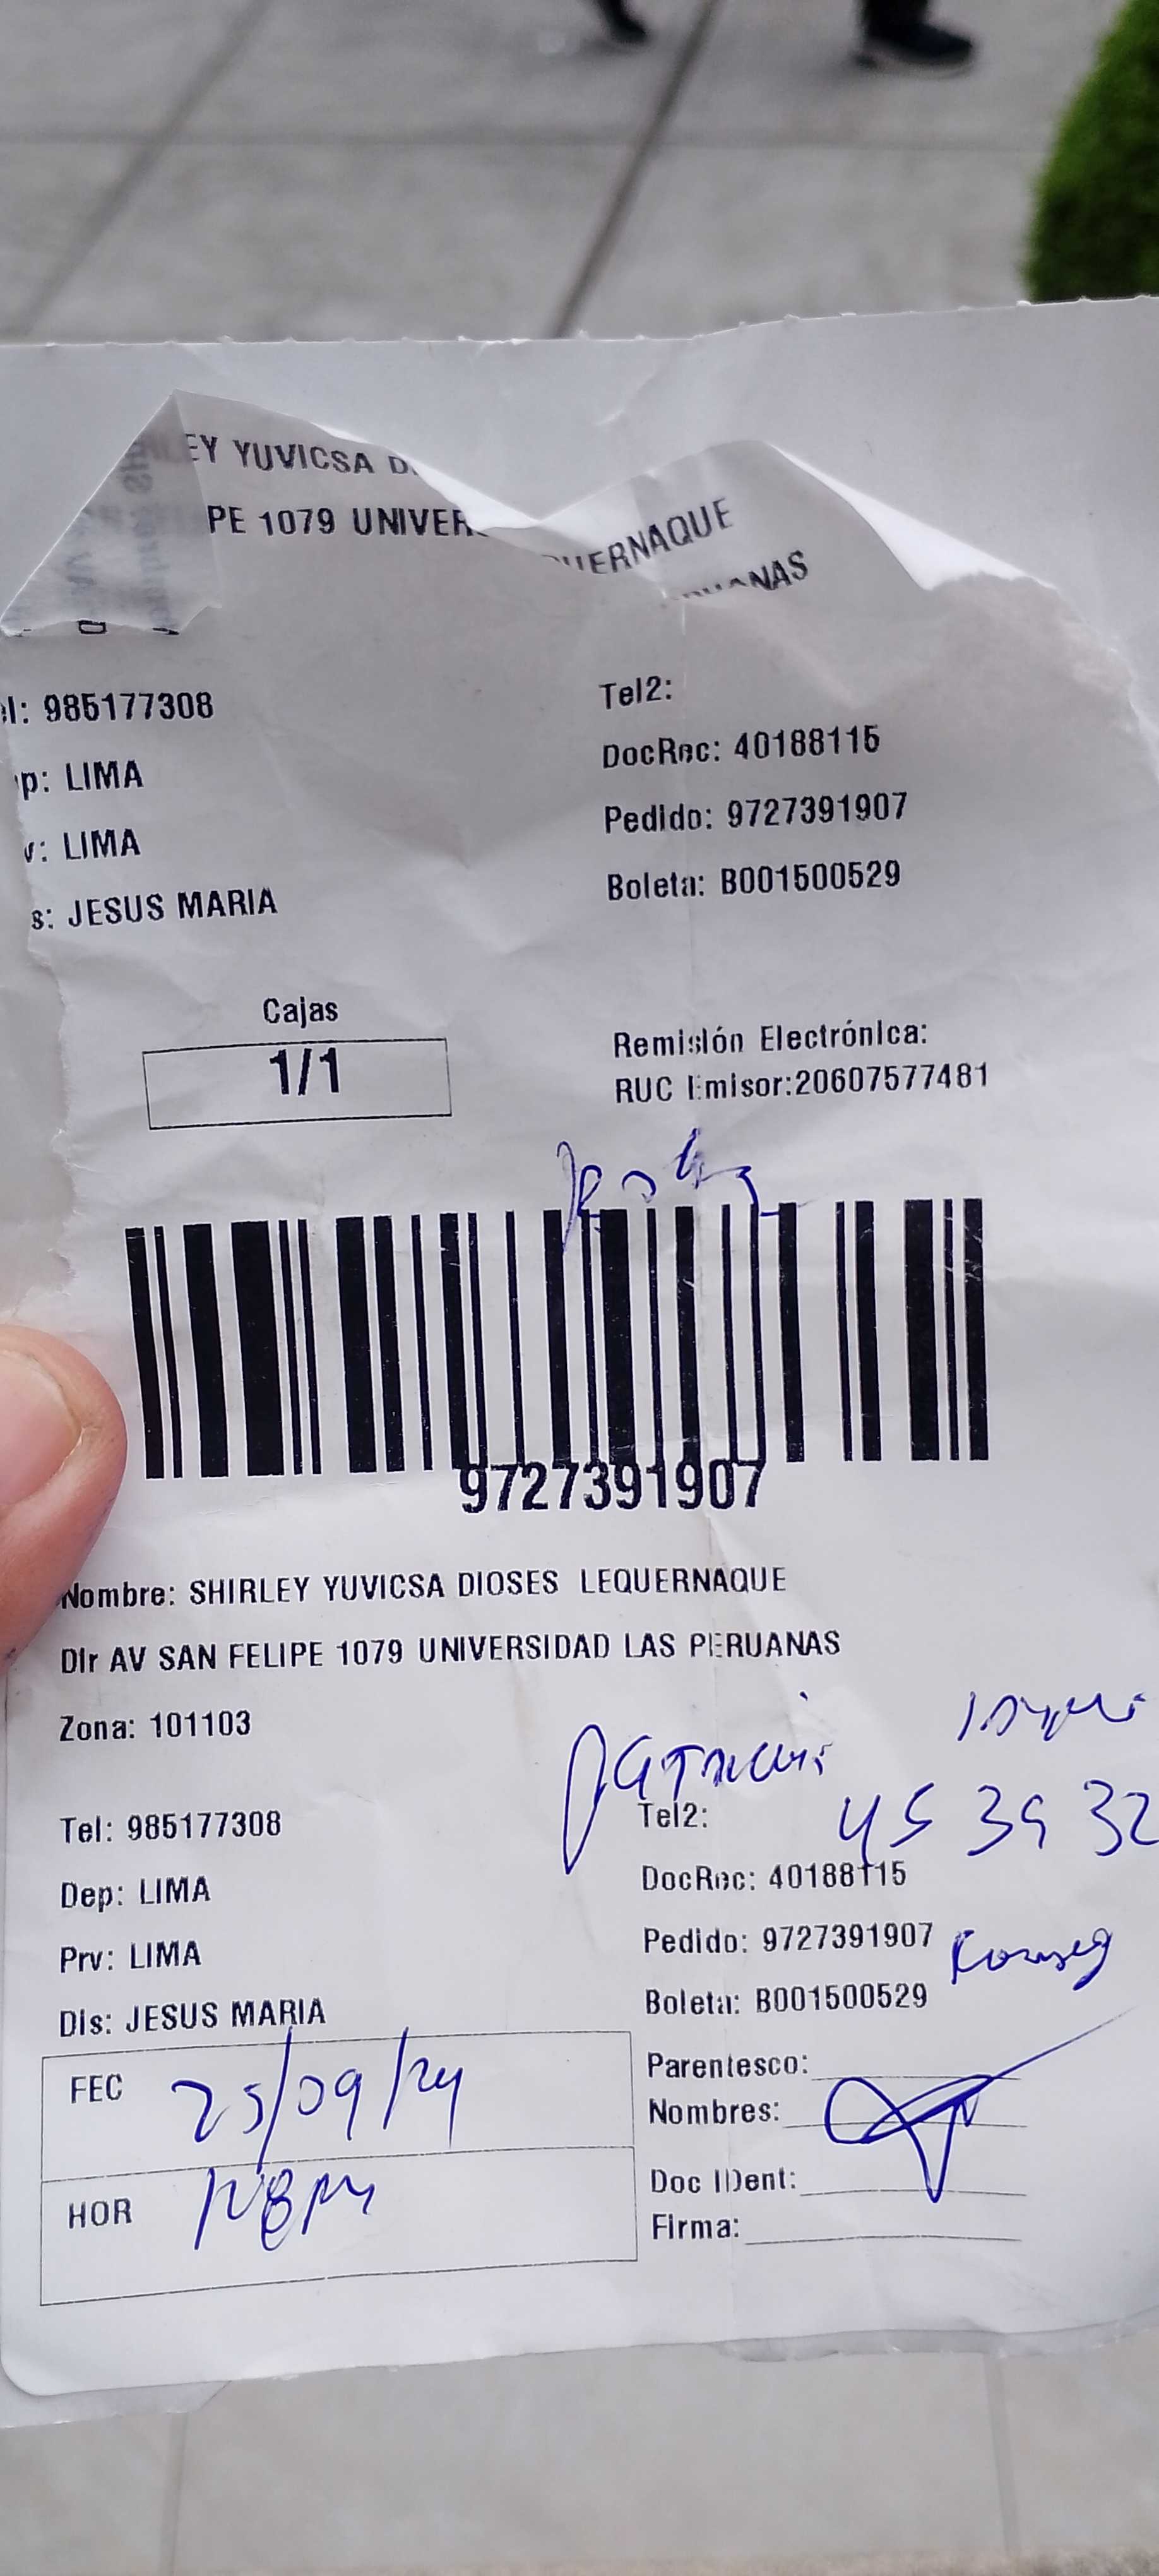 EY YUVICSA D
PE 1079 UNIVER
UERNAQUE
ANAS
l: 985177308
Tel2:
p: LIMA
DocRec: 40188115
v: LIMA
Pedido: 9727391907
s: JESUS MARIA
Boleta: B001500529
Cajas
1/1
Remisión Electrónica:
RUC Emisor:20607577481
9727391907
Nombre: SHIRLEY YUVICSA DIOSES LEQUERNAQUE
Dir AV SAN FELIPE 1079 UNIVERSIDAD LAS PERUANAS
Zona: 101103
Tel: 985177308
Tel2:
45 39 32
Dep: LIMA
DocRec: 40188115
Prv: LIMA
Pedido: 9727391907
Dis: JESUS MARIA
Boleta: B001500529
FEC 25/09/24
Parentesco:
Nombres:
HOR
Doc IDent:
Firma: